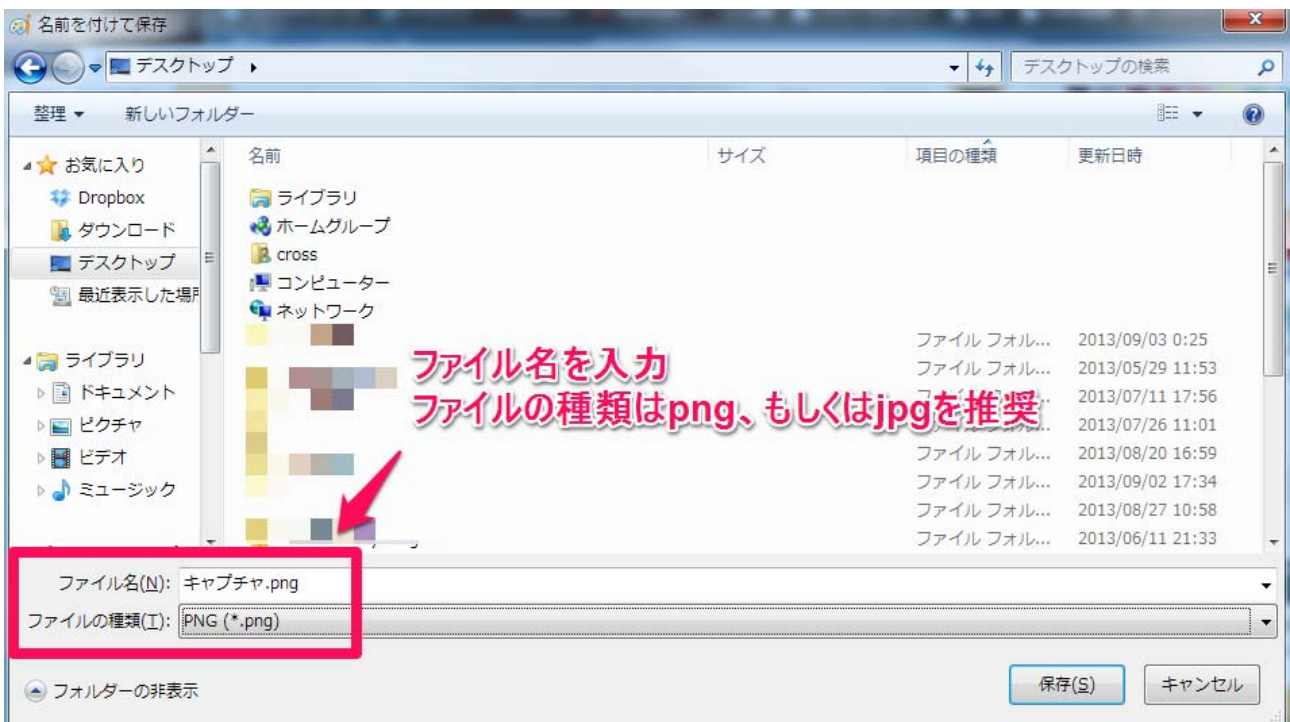 名前を付けて保存
デスクトップ
デスクトップの検索
整理
新しいフォルダー
お気に入り
Dropbox
ダウンロード
デスクトップ
最近表示した場所
ライブラリ
ドキュメント
ピクチャ
ビデオ
ミュージック
名前 サイズ 項目の種類 更新日時
ライブラリ
ホームグループ
cross
コンピューター
ネットワーク
ファイル フォル... 2013/09/03 0:25
ファイル フォル... 2013/05/29 11:53
2013/07/11 17:56
2013/07/26 11:01
ファイル フォル... 2013/08/20 16:59
ファイル フォル... 2013/09/02 17:34
ファイル フォル... 2013/08/27 10:58
ファイル フォル... 2013/06/11 21:33
ファイル名を入力
ファイルの種類はpng、もしくはjpgを推奨
ファイル名(N): キャプチャ.png
ファイルの種類(T): PNG (*.png)
フォルダーの非表示
保存(S)
キャンセル